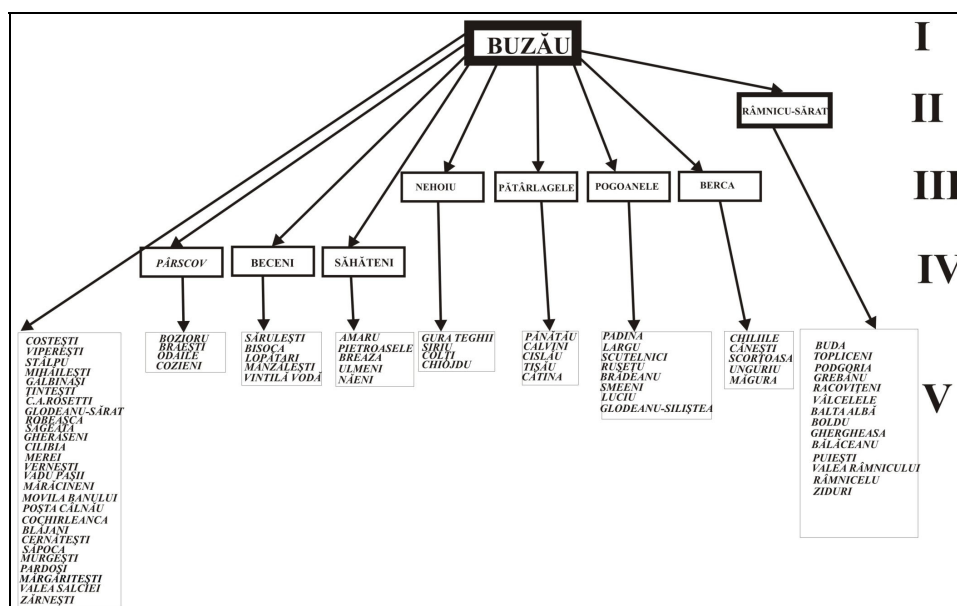 BUZĂU
I
RÂMNICU-SĂRAT
II
NEHOIU
PĂTÂRLAGELE
POGOANELE
BERCA
III
PÂRSCOV
BECENI
SĂHĂTENI
IV
COSTEȘTI
VIPEREȘTI
STÂLPU
MIHĂILEȘTI
GĂLBINAȘI
ȚINTEȘTI
C.A.ROSETTI
GLODEANU-SĂRAT
ROBEASCA
SĂGEATA
GHERĂSENI
CILIBIA
MEREI
VERNEȘTI
VADU PAȘII
MĂRĂCINENI
MOVILA BANULUI
POȘTA CÂLNĂU
COCHIRLEANCA
BLĂJANI
CERNĂTEȘTI
SĂPOCA
MURGEȘTI
PARDOȘI
MĂRGĂRITEȘTI
VALEA SALCIEI
ZĂRNEȘTI
BOZIORU
BRĂEȘTI
ODĂILE
COZIENI
SĂRULEȘTI
BISOCA
LOPĂTARI
MÂNZĂLEȘTI
VINTILĂ VODĂ
AMARU
PIETROASELE
BREAZA
ULMENI
NĂENI
GURA TEGHII
SIRIU
COLȚI
CHIOJDU
PĂNĂTĂU
CALVINI
CISLĂU
TISĂU
CĂTINA
PADINA
LARGU
SCUTELNICI
RUȘEȚU
BRĂDEANU
SMEENI
LUCIU
GLODEANU-SILIȘTEA
CHILIILE
CĂNEȘTI
SCORȚOASA
UNGURIU
MĂGURA
BUDA
TOPLICENI
PODGORIA
GREBĂNU
RACOVIȚENI
VÂLCELELE
BALTA ALBĂ
BOLDU
GHERGHEASA
BĂLĂCEANU
PUIEȘTI
VALEA RÂMNICULUI
RÂMNICELU
ZIDURI
V